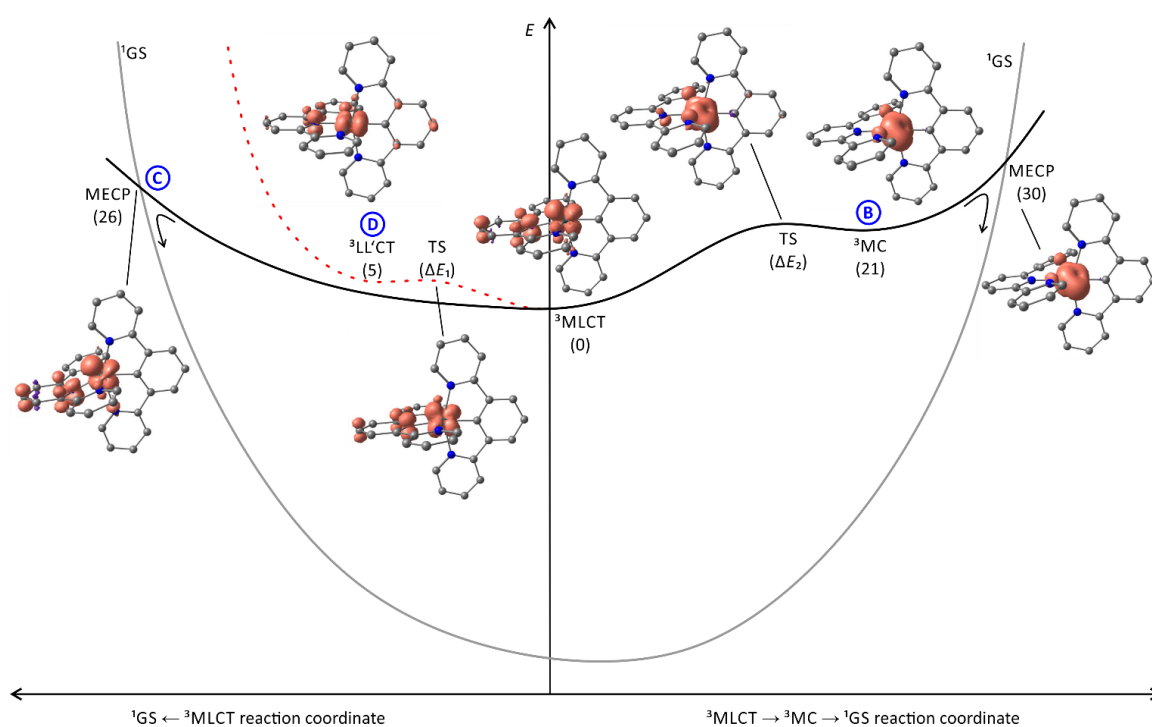 ¹GS
E
¹GS
MECP
(26)
C
D
³LL'CT
(5)
TS
(ΔE₁)
³MLCT
(0)
TS
(ΔE₂)
B
³MC
(21)
MECP
(30)
¹GS ← ³MLCT reaction coordinate
³MLCT → ³MC → ¹GS reaction coordinate